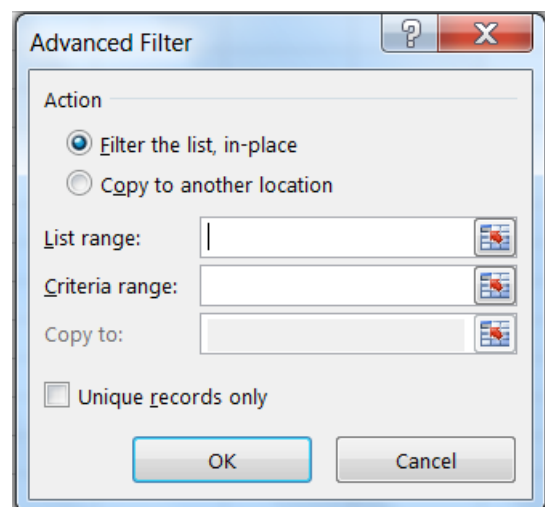 Advanced Filter
?
X
Action
Filter the list, in-place
Copy to another location
List range:
Criteria range:
Copy to:
Unique records only
OK Cancel